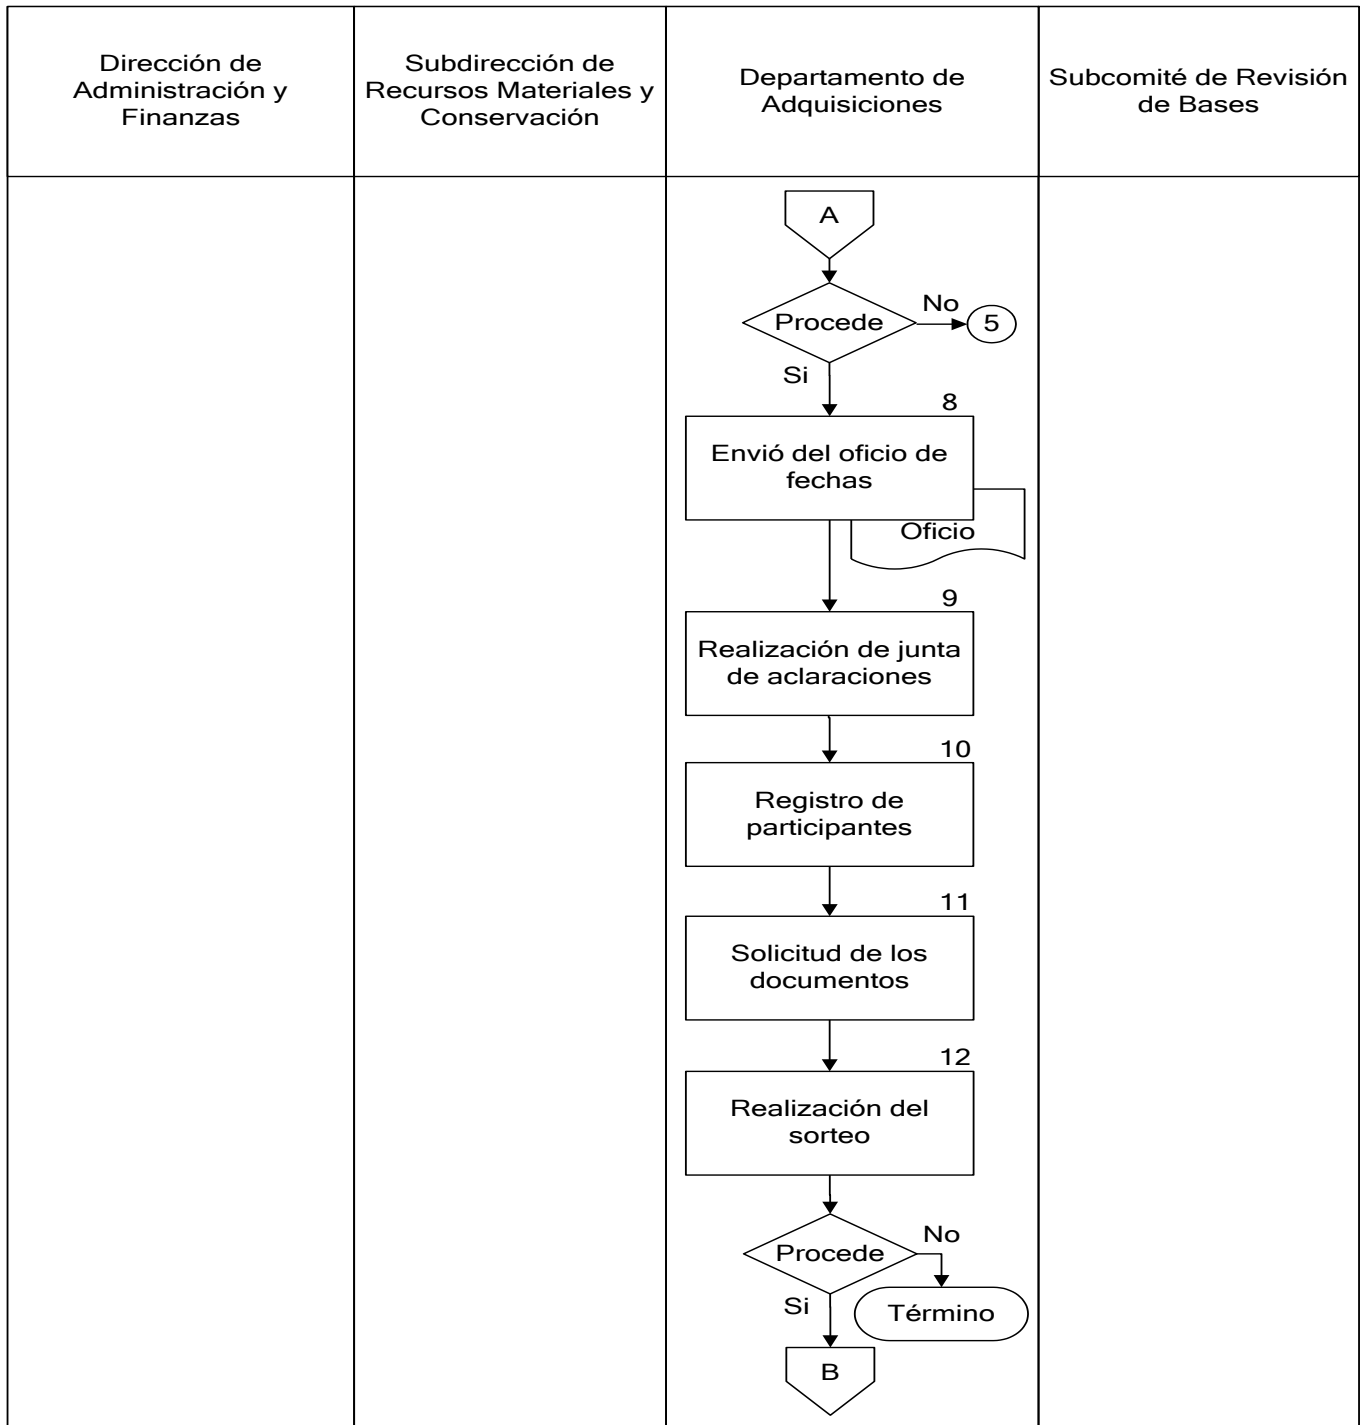 Dirección de
Administración y
Finanzas
Subdirección de
Recursos Materiales y
Conservación
Departamento de
Adquisiciones
Subcomité de Revisión
de Bases
A
Procede
No
5
Si
8
Envió del oficio de
fechas
Oficio
9
Realización de junta
de aclaraciones
10
Registro de
participantes
11
Solicitud de los
documentos
12
Realización del
sorteo
Procede
No
Si
Término
B